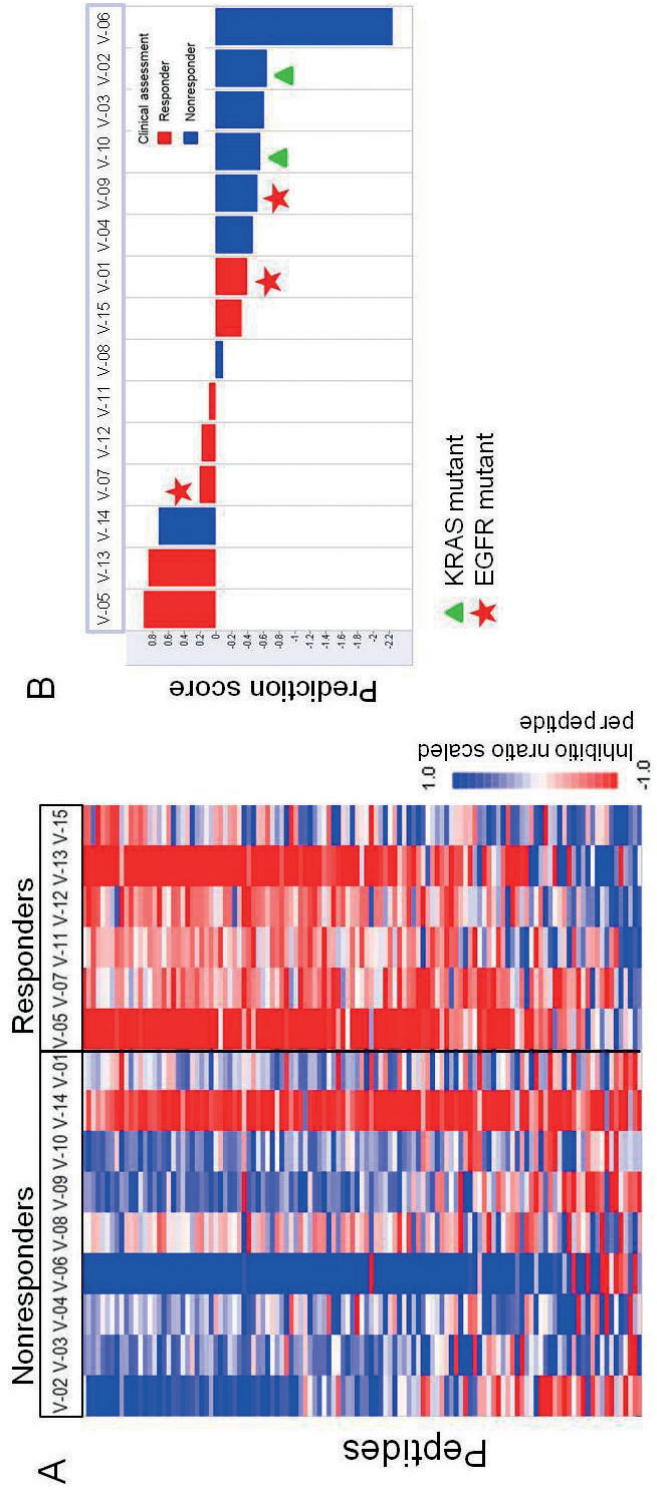 A
Nonresponders
Responders
V-02 V-03 V-04 V-06 V-08 V-09 V-10 V-14 V-01 V-05 V-07 V-11 V-12 V-13 V-15
Peptides
1.0
-1.0
Inhibitio nratio scaled
per peptide
B
V-05 V-13 V-14 V-07 V-12 V-11 V-08 V-15 V-01 V-04 V-09 V-10 V-03 V-02 V-06
Clinical assessment
Responder
Nonresponder
Prediction score
0.8
0.6
0.4
0.2
0
-0.2
-0.4
-0.6
-0.8
-1
-1.2
-1.4
-1.6
-1.8
-2
-2.2
KRAS mutant
EGFR mutant